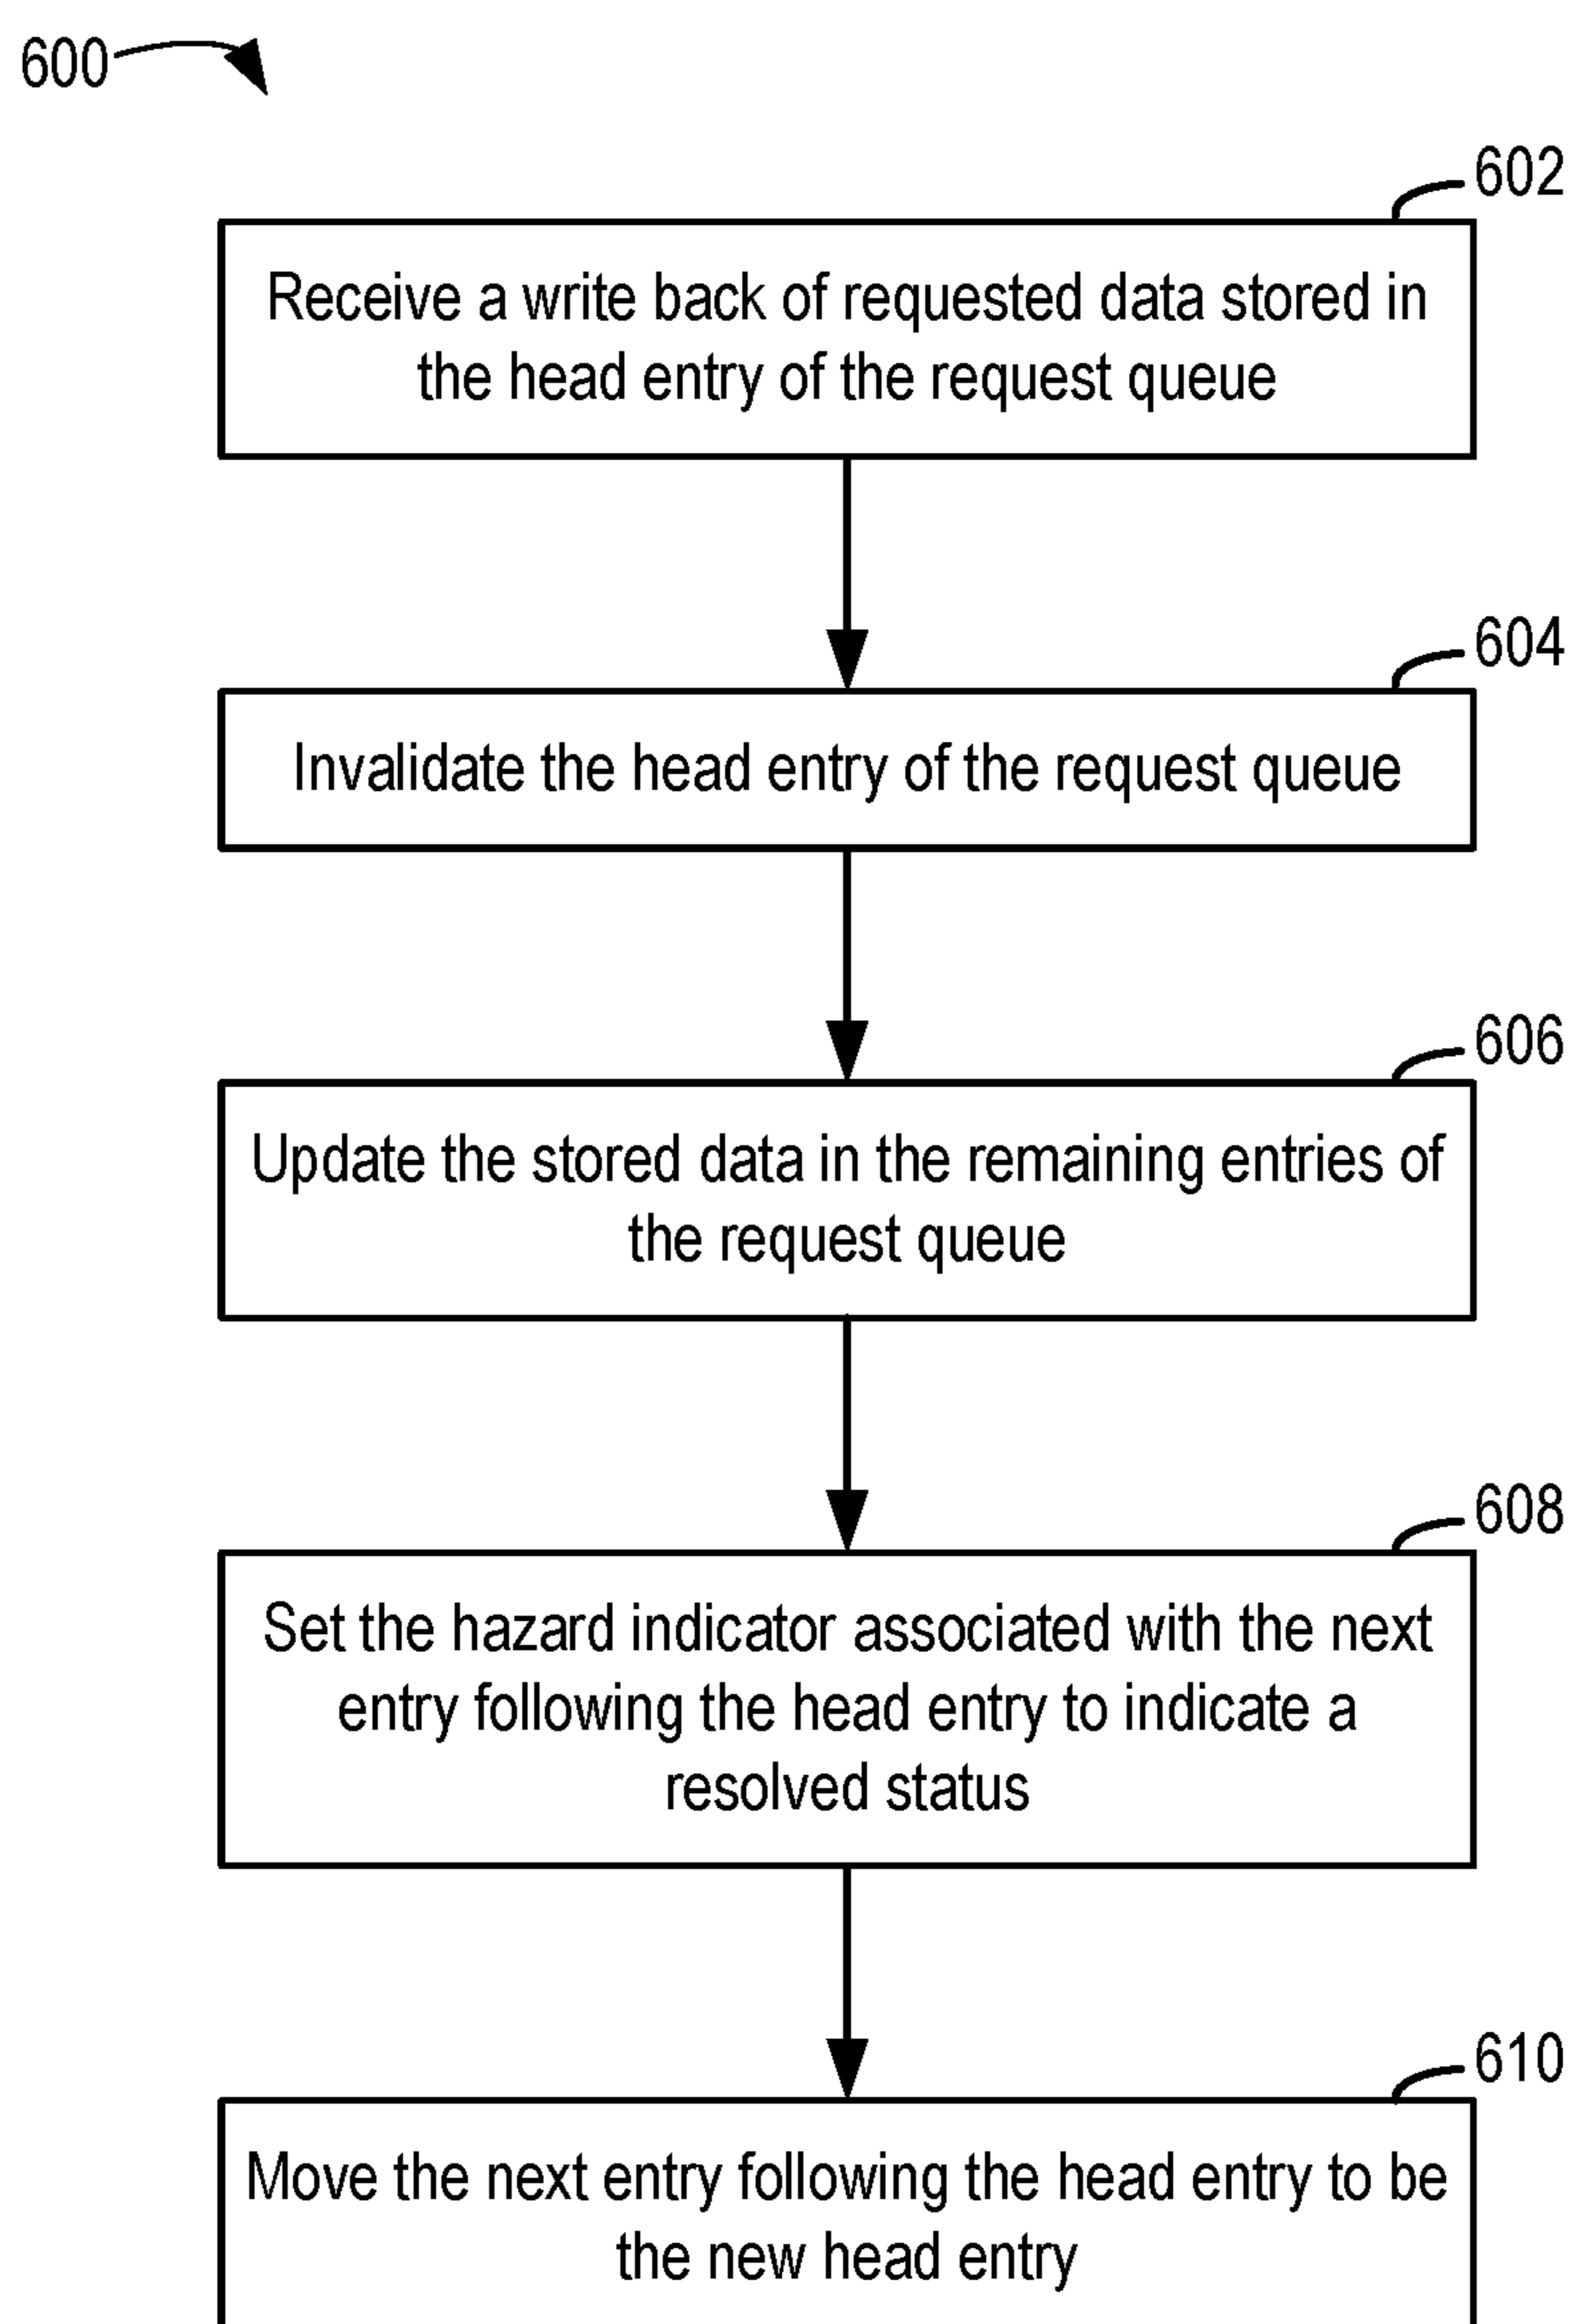 600
602
Receive a write back of requested data stored in
the head entry of the request queue
604
Invalidate the head entry of the request queue
606
Update the stored data in the remaining entries of
the request queue
608
Set the hazard indicator associated with the next
entry following the head entry to indicate a
resolved status
610
Move the next entry following the head entry to be
the new head entry